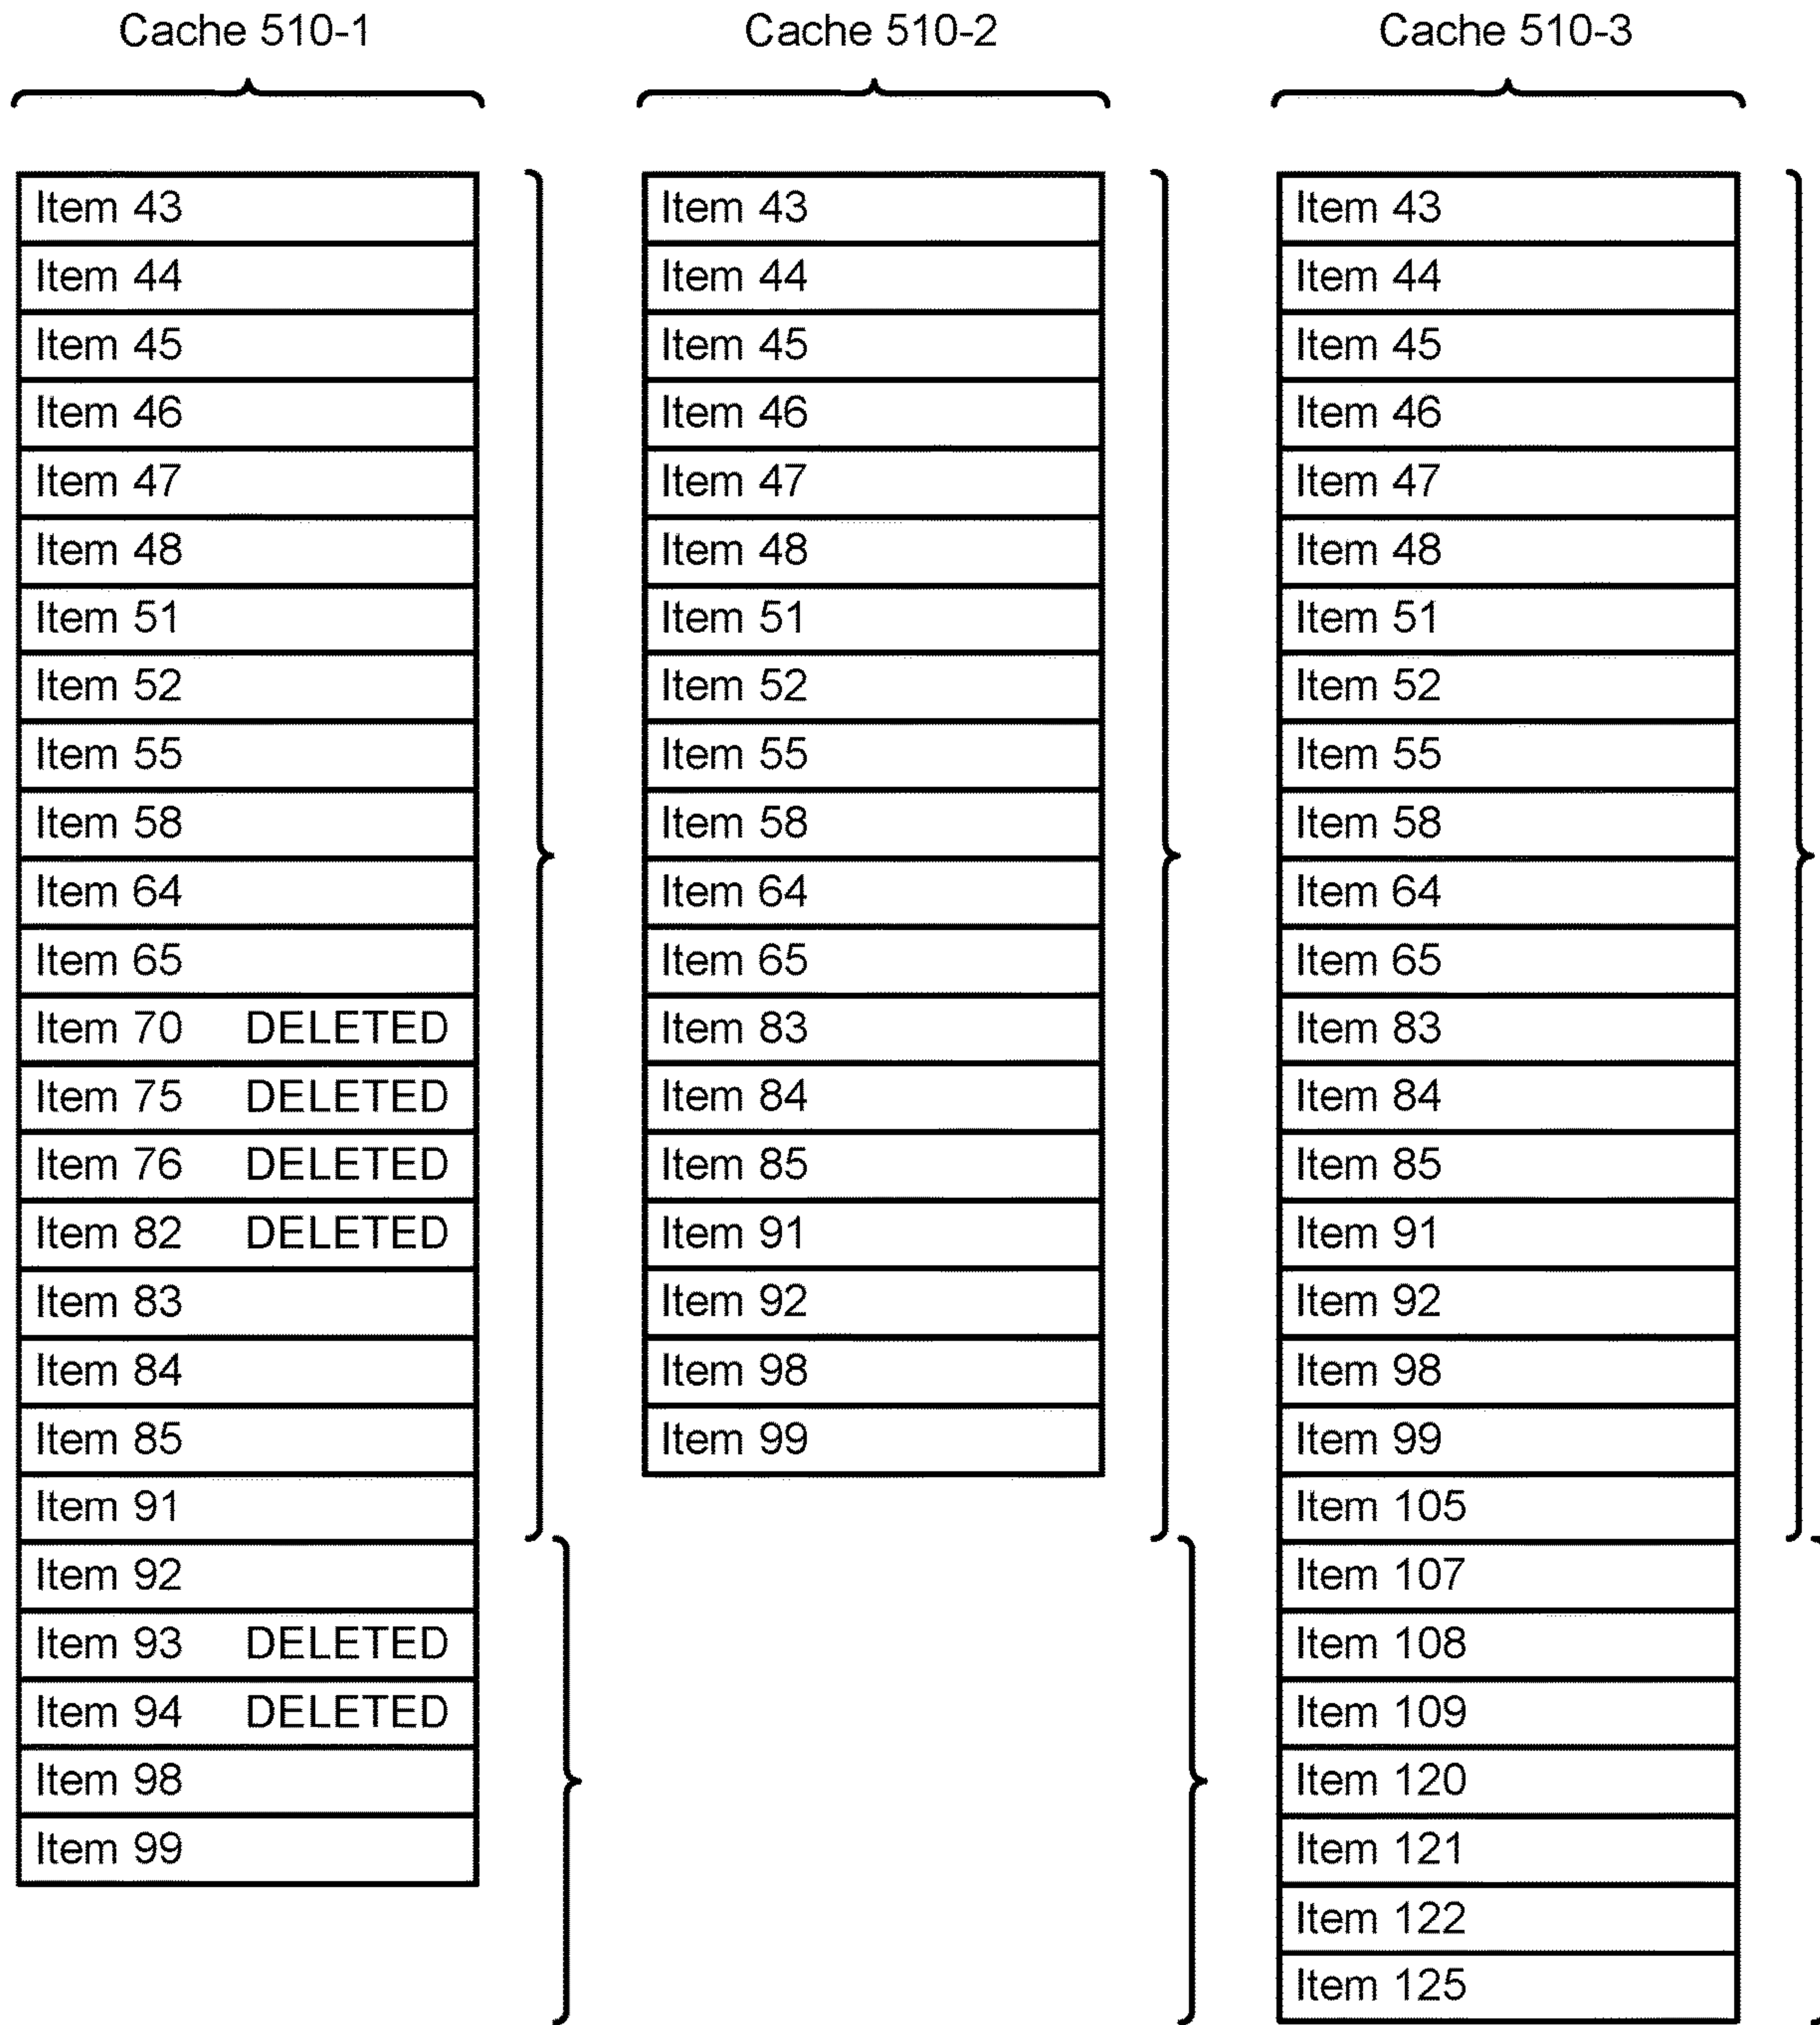 Cache 510-1
Item 43
Item 44
Item 45
Item 46
Item 47
Item 48
Item 51
Item 52
Item 55
Item 58
Item 64
Item 65
Item 70 DELETED
Item 75 DELETED
Item 76 DELETED
Item 82 DELETED
Item 83
Item 84
Item 85
Item 91
Item 92
Item 93 DELETED
Item 94 DELETED
Item 98
Item 99
Cache 510-2
Item 43
Item 44
Item 45
Item 46
Item 47
Item 48
Item 51
Item 52
Item 55
Item 58
Item 64
Item 65
Item 83
Item 84
Item 85
Item 91
Item 92
Item 98
Item 99
Cache 510-3
Item 43
Item 44
Item 45
Item 46
Item 47
Item 48
Item 51
Item 52
Item 55
Item 58
Item 64
Item 65
Item 83
Item 84
Item 85
Item 91
Item 92
Item 98
Item 99
Item 105
Item 107
Item 108
Item 109
Item 120
Item 121
Item 122
Item 125